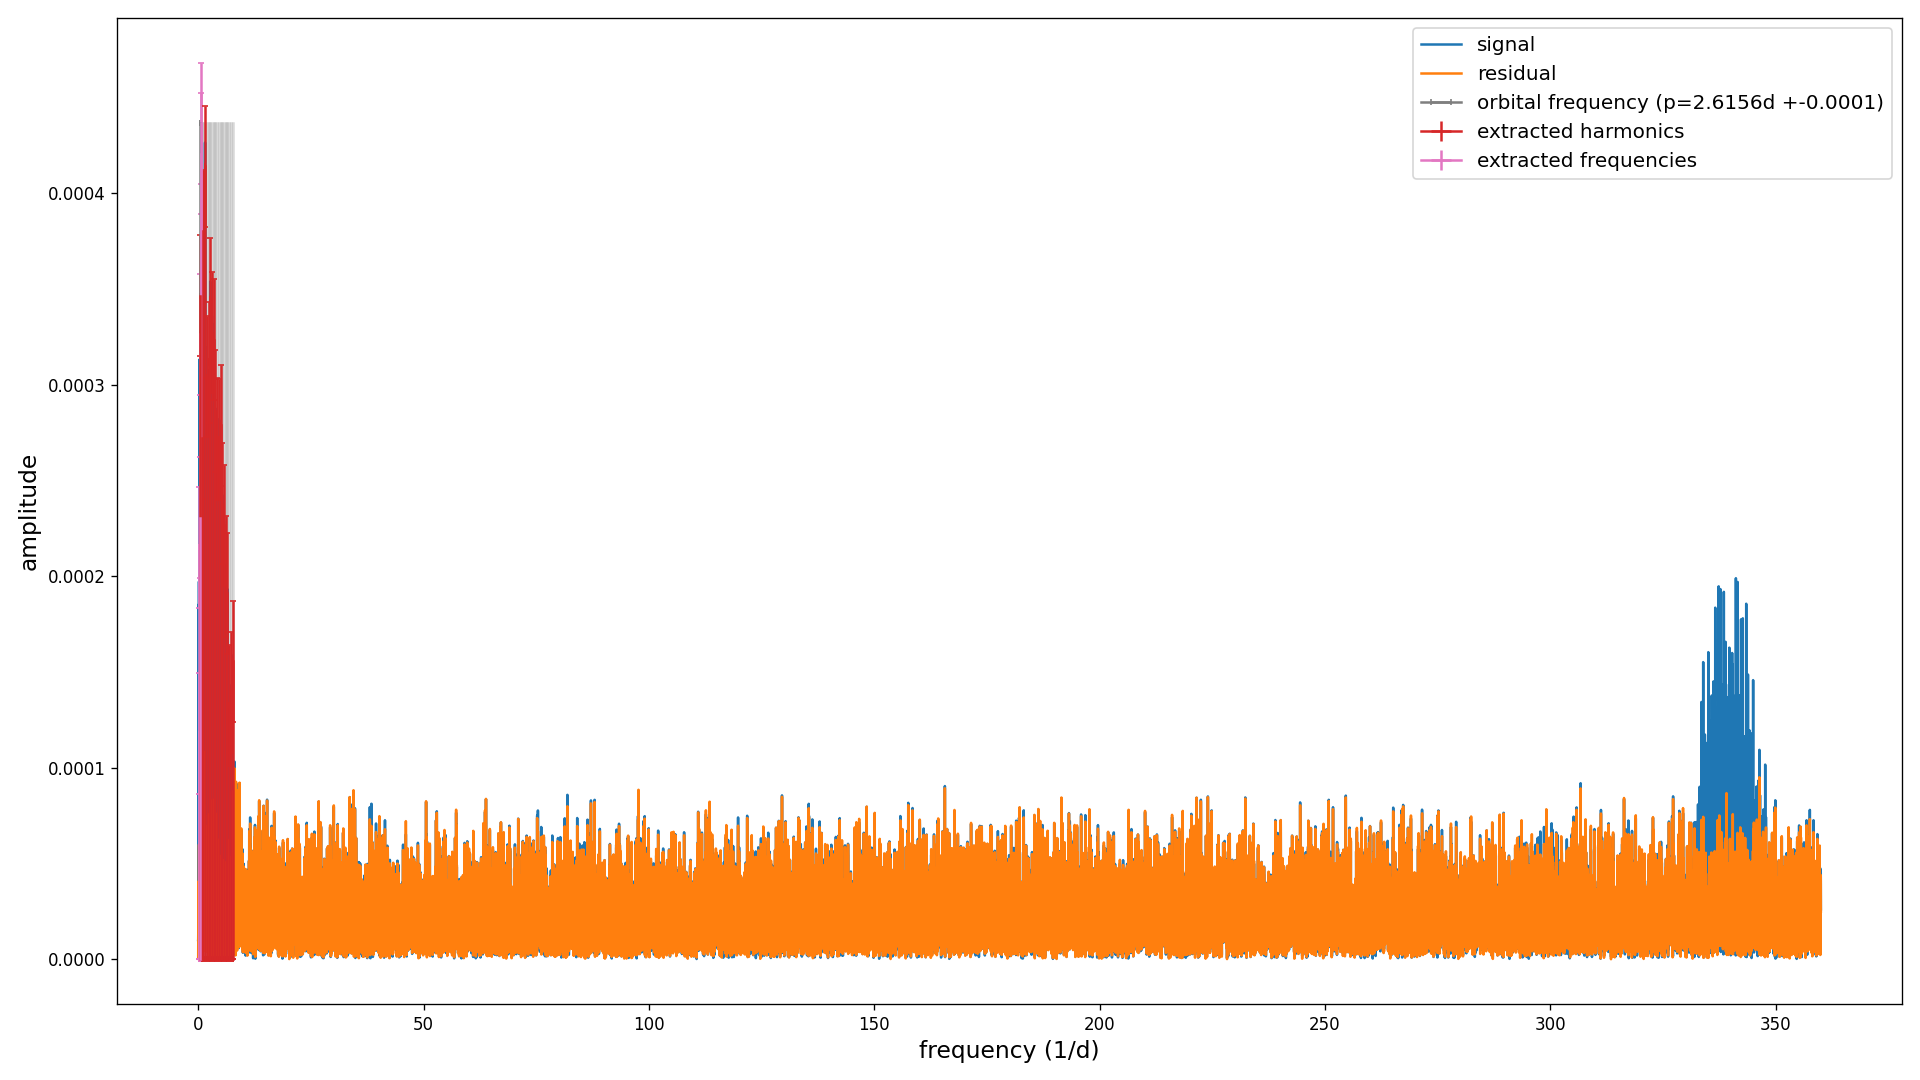 signal
residual
orbital frequency (p=2.6156d +-0.0001)
extracted harmonics
extracted frequencies
0.0004
0.0003
0.0002
0.0001
0.0000
amplitude
0 50 100 150 200 250 300 350
frequency (1/d)